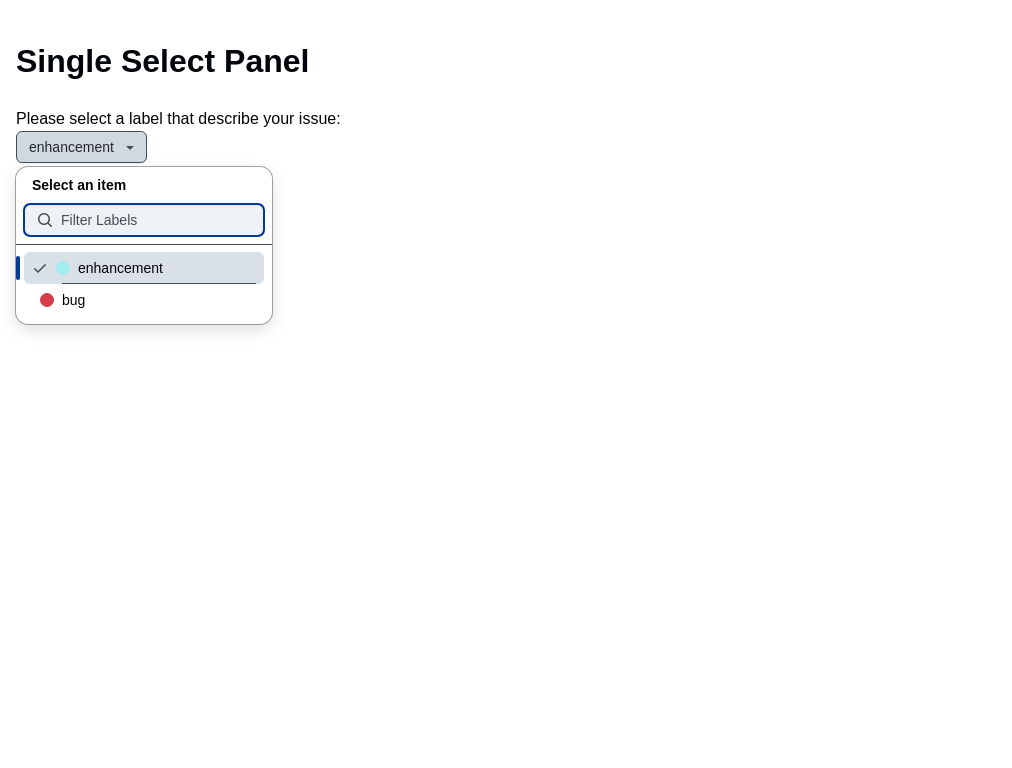 Single Select Panel
Please select a label that describe your issue:
enhancement
Select an item
Filter Labels
enhancement
bug